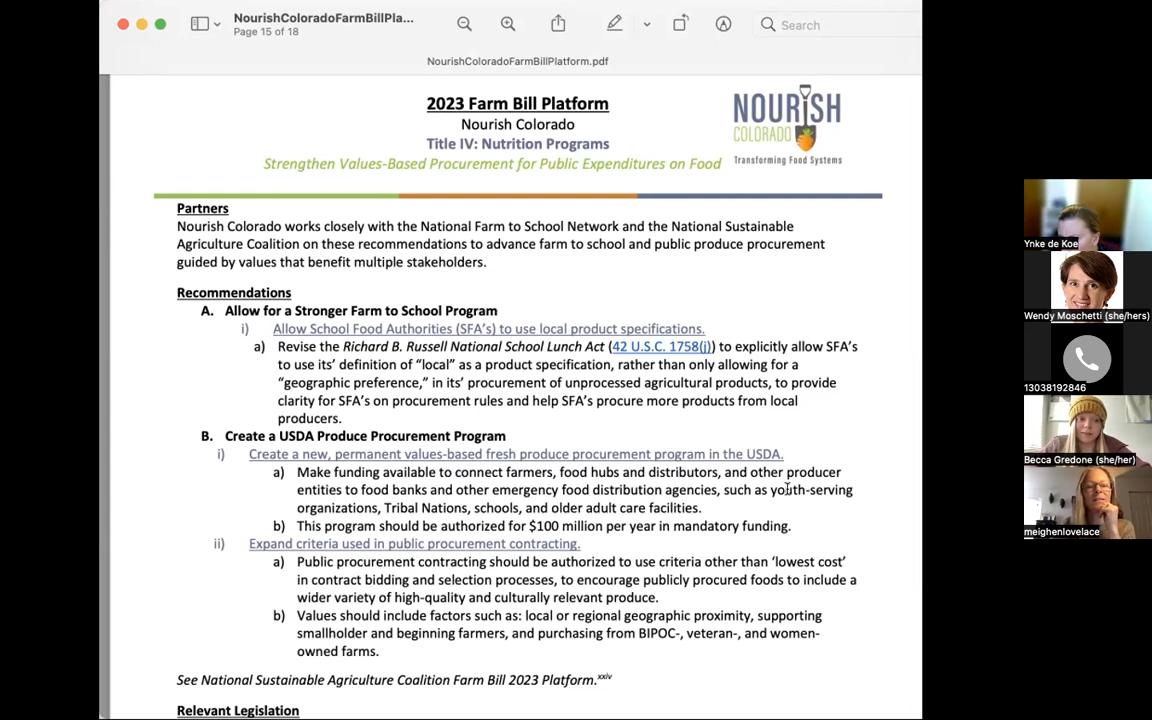 NourishColoradoFarmBillPla...
Page 15 of 18
Search
NourishColoradoFarmBillPlatform.pdf
2023 Farm Bill Platform
Nourish Colorado
Title IV: Nutrition Programs
Strengthen Values-Based Procurement for Public Expenditures on Food
NOURISH
COLORADO
Transforming Food Systems
Partners
Nourish Colorado works closely with the National Farm to School Network and the National Sustainable
Agriculture Coalition on these recommendations to advance farm to school and public produce procurement
guided by values that benefit multiple stakeholders.
Recommendations
A. Allow for a Stronger Farm to School Program
i) Allow School Food Authorities (SFA's) to use local product specifications.
a) Revise the Richard B. Russell National School Lunch Act (42 U.S.C. 1758(j)) to explicitly allow SFA's
to use its' definition of "local" as a product specification, rather than only allowing for a
"geographic preference," in its' procurement of unprocessed agricultural products, to provide
clarity for SFA's on procurement rules and help SFA's procure more products from local
producers.
B. Create a USDA Produce Procurement Program
i) Create a new, permanent values-based fresh produce procurement program in the USDA.
a) Make funding available to connect farmers, food hubs and distributors, and other producer
entities to food banks and other emergency food distribution agencies, such as youth-serving
organizations, Tribal Nations, schools, and older adult care facilities.
b) This program should be authorized for $100 million per year in mandatory funding.
ii) Expand criteria used in public procurement contracting.
a) Public procurement contracting should be authorized to use criteria other than 'lowest cost'
in contract bidding and selection processes, to encourage publicly procured foods to include a
wider variety of high-quality and culturally relevant produce.
b) Values should include factors such as: local or regional geographic proximity, supporting
smallholder and beginning farmers, and purchasing from BIPOC-, veteran-, and women-
owned farms.
See National Sustainable Agriculture Coalition Farm Bill 2023 Platform.xxiv
Relevant Legislation
Ynke de Koe
Wendy Moschetti (she/hers)
13038192846
Becca Gredone (she/her)
meighenlovelace